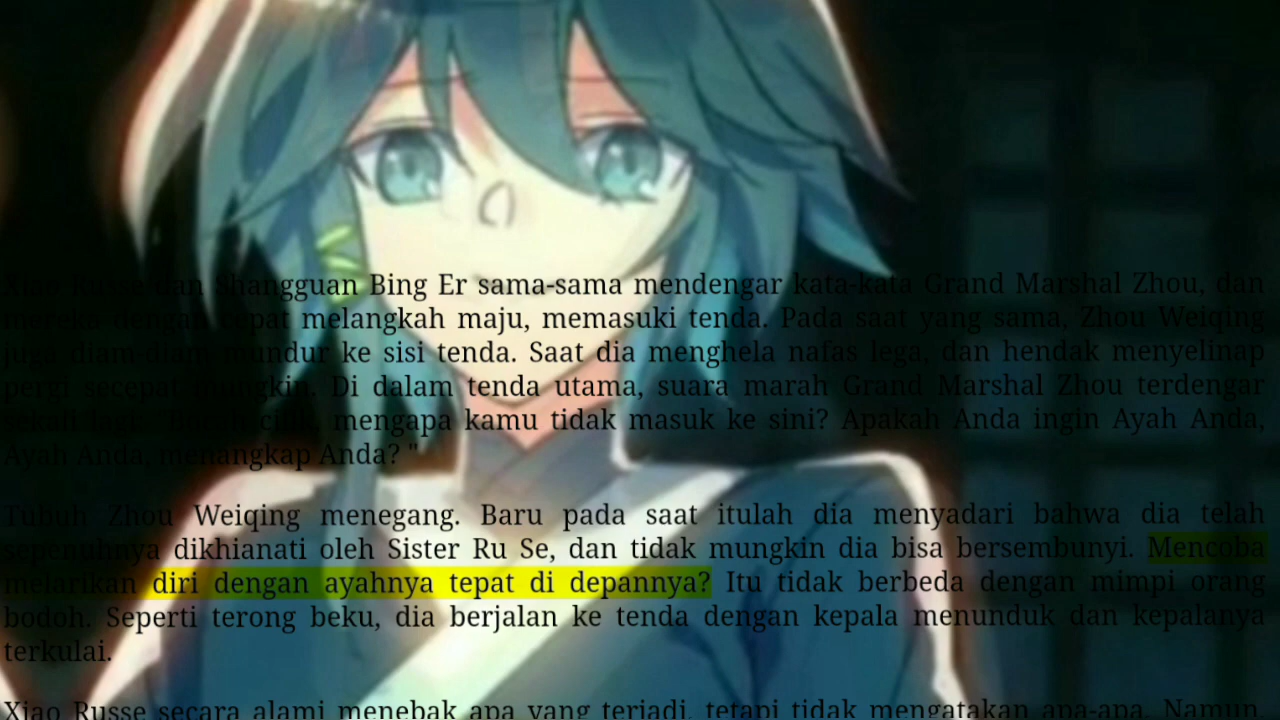 Xiao Russe dan Shangguan Bing Er sama-sama mendengar kata-kata Grand Marshal Zhou, dan
mereka dengan cepat melangkah maju, memasuki tenda. Pada saat yang sama, Zhou Weiqing
juga diam-diam mundur ke sisi tenda. Saat dia menghela nafas lega, dan hendak menyelinap
pergi secepat mungkin. Di dalam tenda utama, suara marah Grand Marshal Zhou terdengar
sekali lagi: mengapa kamu tidak masuk ke sini? Apakah Anda ingin Ayah Anda,
Ayah Anda, menangkap Anda? "
Tubuh Zhou Weiqing menegang. Baru pada saat itulah dia menyadari bahwa dia telah
sepenuhnya dikhianati oleh Sister Ru Se, dan tidak mungkin dia bisa bersembunyi. Mencoba
melarikan diri dengan ayahnya tepat di depannya? Itu tidak berbeda dengan mimpi orang
bodoh. Seperti terong beku, dia berjalan ke tenda dengan kepala menunduk dan kepalanya
terkulai.
Xiao Russe secara alami menebak apa yang terjadi, tetapi tidak mengatakan apa-apa. Namun,